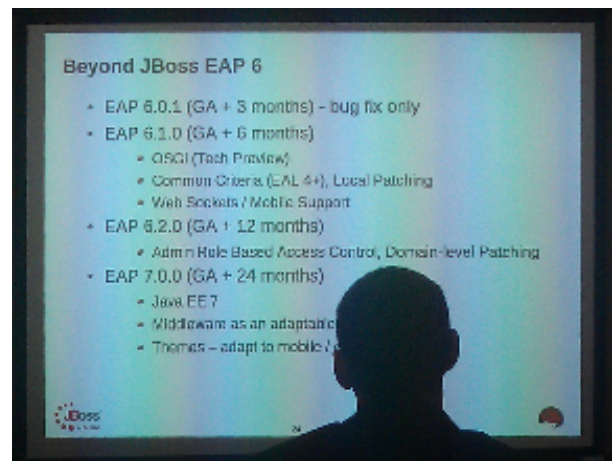 Beyond JBoss EAP 6
• EAP 6.0.1 (GA + 3 months) - bug fix only
• EAP 6.1.0 (GA + 6 months)
• OSGi (Tech Preview)
• Common Criteria (EAL 4+), Local Patching
• Web Sockets / Mobile Support
• EAP 6.2.0 (GA + 12 months)
• Admin Role Based Access Control, Domain-level Patching
• EAP 7.0.0 (GA + 24 months)
• Java EE 7
• Middleware as an adaptable
• Themes – adapt to mobile /
JBoss
24